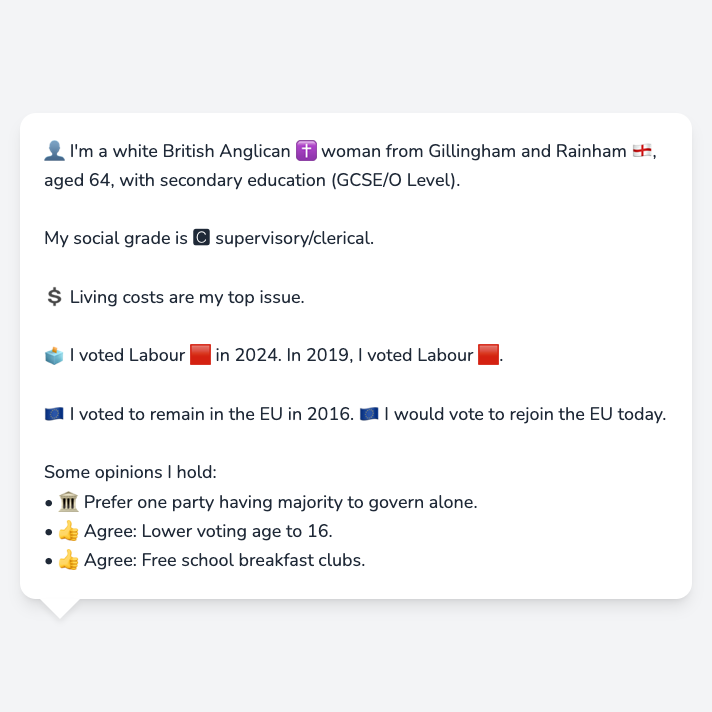 👤 I'm a white British Anglican ✝️ woman from Gillingham and Rainham 🏴󠁧󠁢󠁥󠁮󠁧󠁿,
aged 64, with secondary education (GCSE/O Level).
My social grade is 🅲 supervisory/clerical.
💲 Living costs are my top issue.
🗳️ I voted Labour 🟥 in 2024. In 2019, I voted Labour 🟥.
🇪🇺 I voted to remain in the EU in 2016. 🇪🇺 I would vote to rejoin the EU today.
Some opinions I hold:
• 🏛️ Prefer one party having majority to govern alone.
• 👍 Agree: Lower voting age to 16.
• 👍 Agree: Free school breakfast clubs.